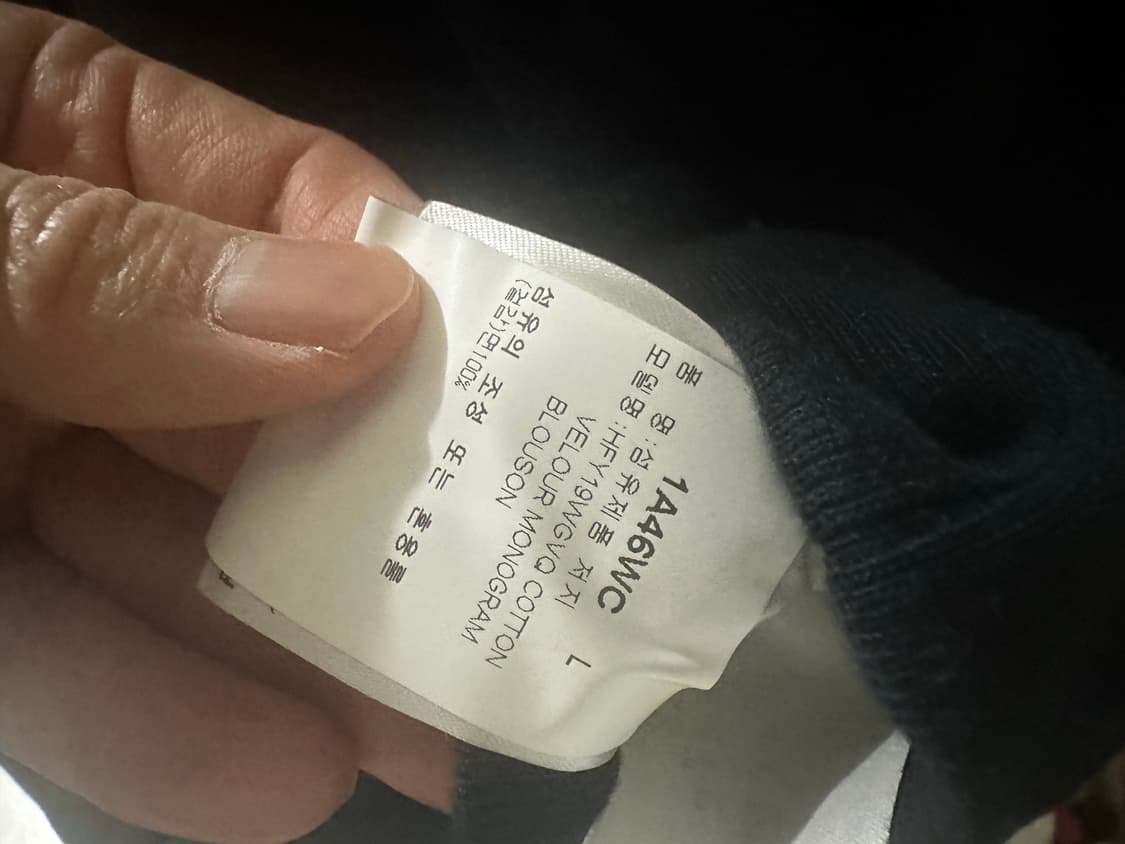 1A46WC L
품 명 :섬유제품 저지
모델명 :HFY19WGVQ COTTON
VELOUR MONOGRAM
BLOUSON
섬유의 조성 또는 혼용률
(겉감)면100%